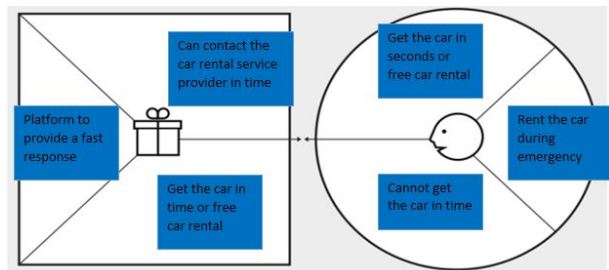 Can contact the
car rental service
provider in time
Platform to
provide a fast
response
Get the car in
time or free
car rental
Get the car in
seconds or
free car rental
Rent the car
during
emergency
Cannot get
the car in time